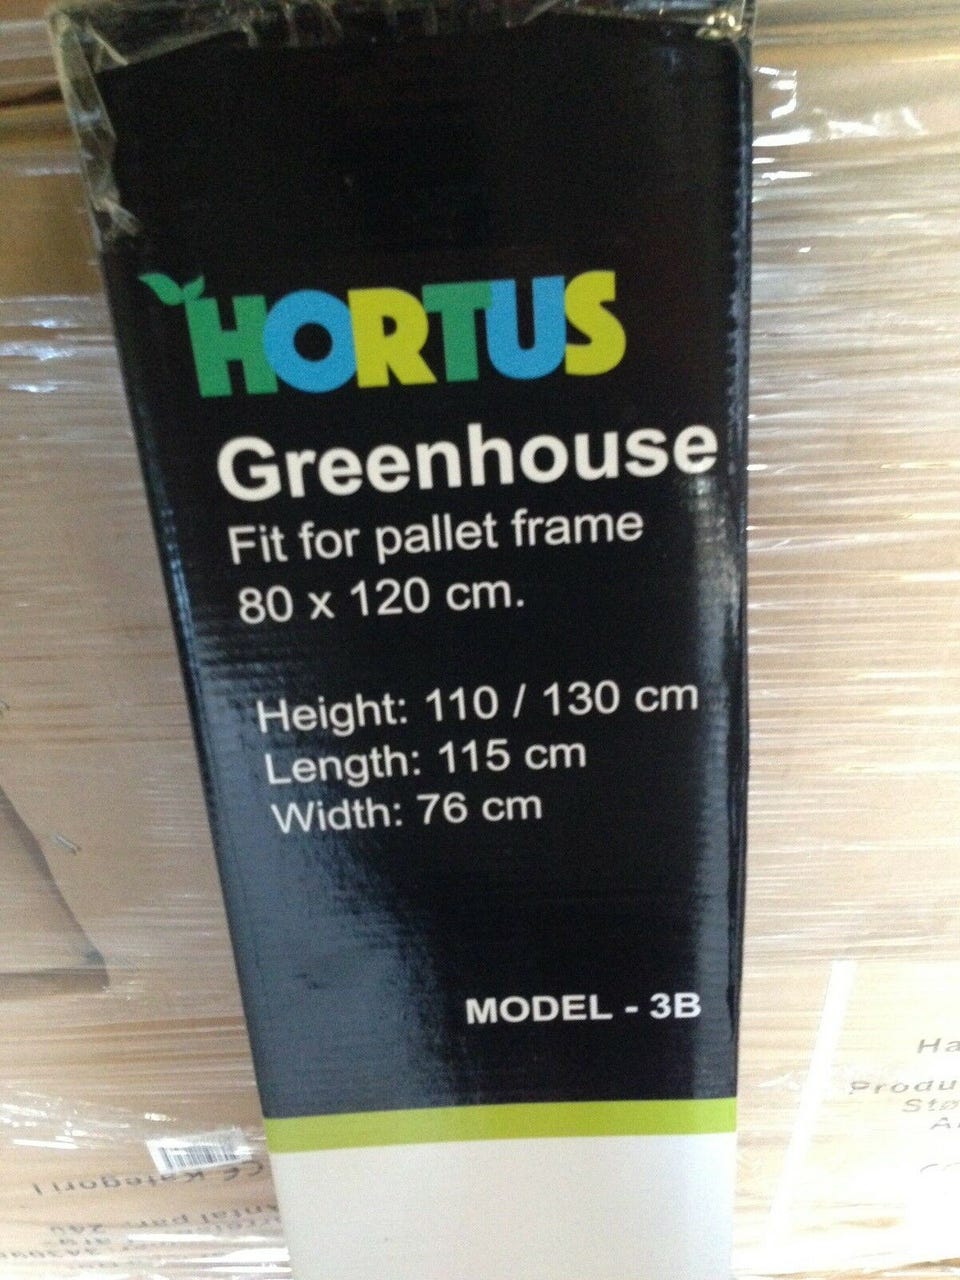 HORTUS
Greenhouse
Fit for pallet frame
80 x 120 cm.
Height: 110 / 130 cm
Length: 115 cm
Width: 76 cm
MODEL - 3B
Kategori I